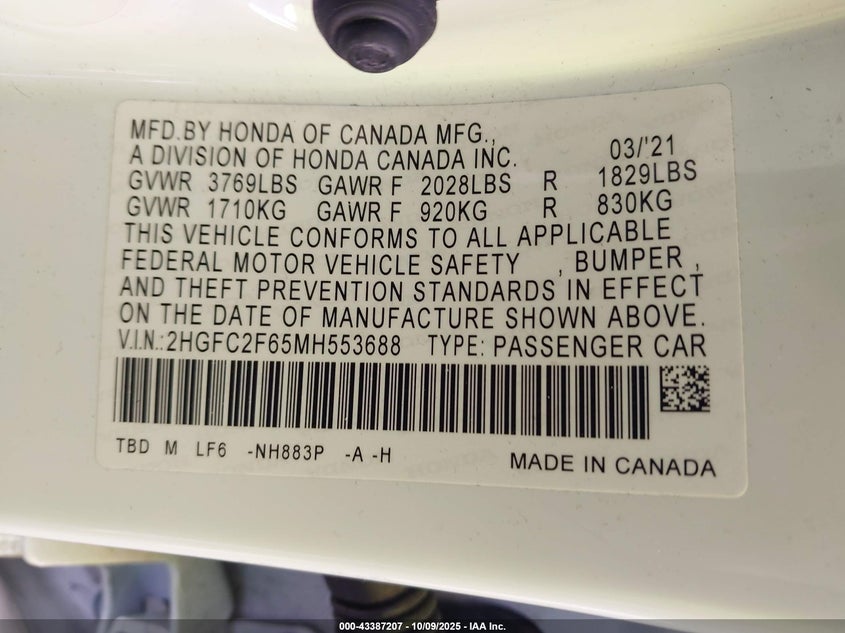 MFD.BY HONDA OF CANADA MFG.,
A DIVISION OF HONDA CANADA INC. 03/'21
GVWR 3769LBS GAWR F 2028LBS R 1829LBS
GVWR 1710KG GAWR F 920KG R 830KG
THIS VEHICLE CONFORMS TO ALL APPLICABLE
FEDERAL MOTOR VEHICLE SAFETY , BUMPER ,
AND THEFT PREVENTION STANDARDS IN EFFECT
ON THE DATE OF MANUFACTURE SHOWN ABOVE.
V.I.N.:2HGFC2F65MH553688 TYPE: PASSENGER CAR
TBD M LF6 -NH883P -A -H
MADE IN CANADA
000-43387207 - 10/09/2025 - IAA Inc.